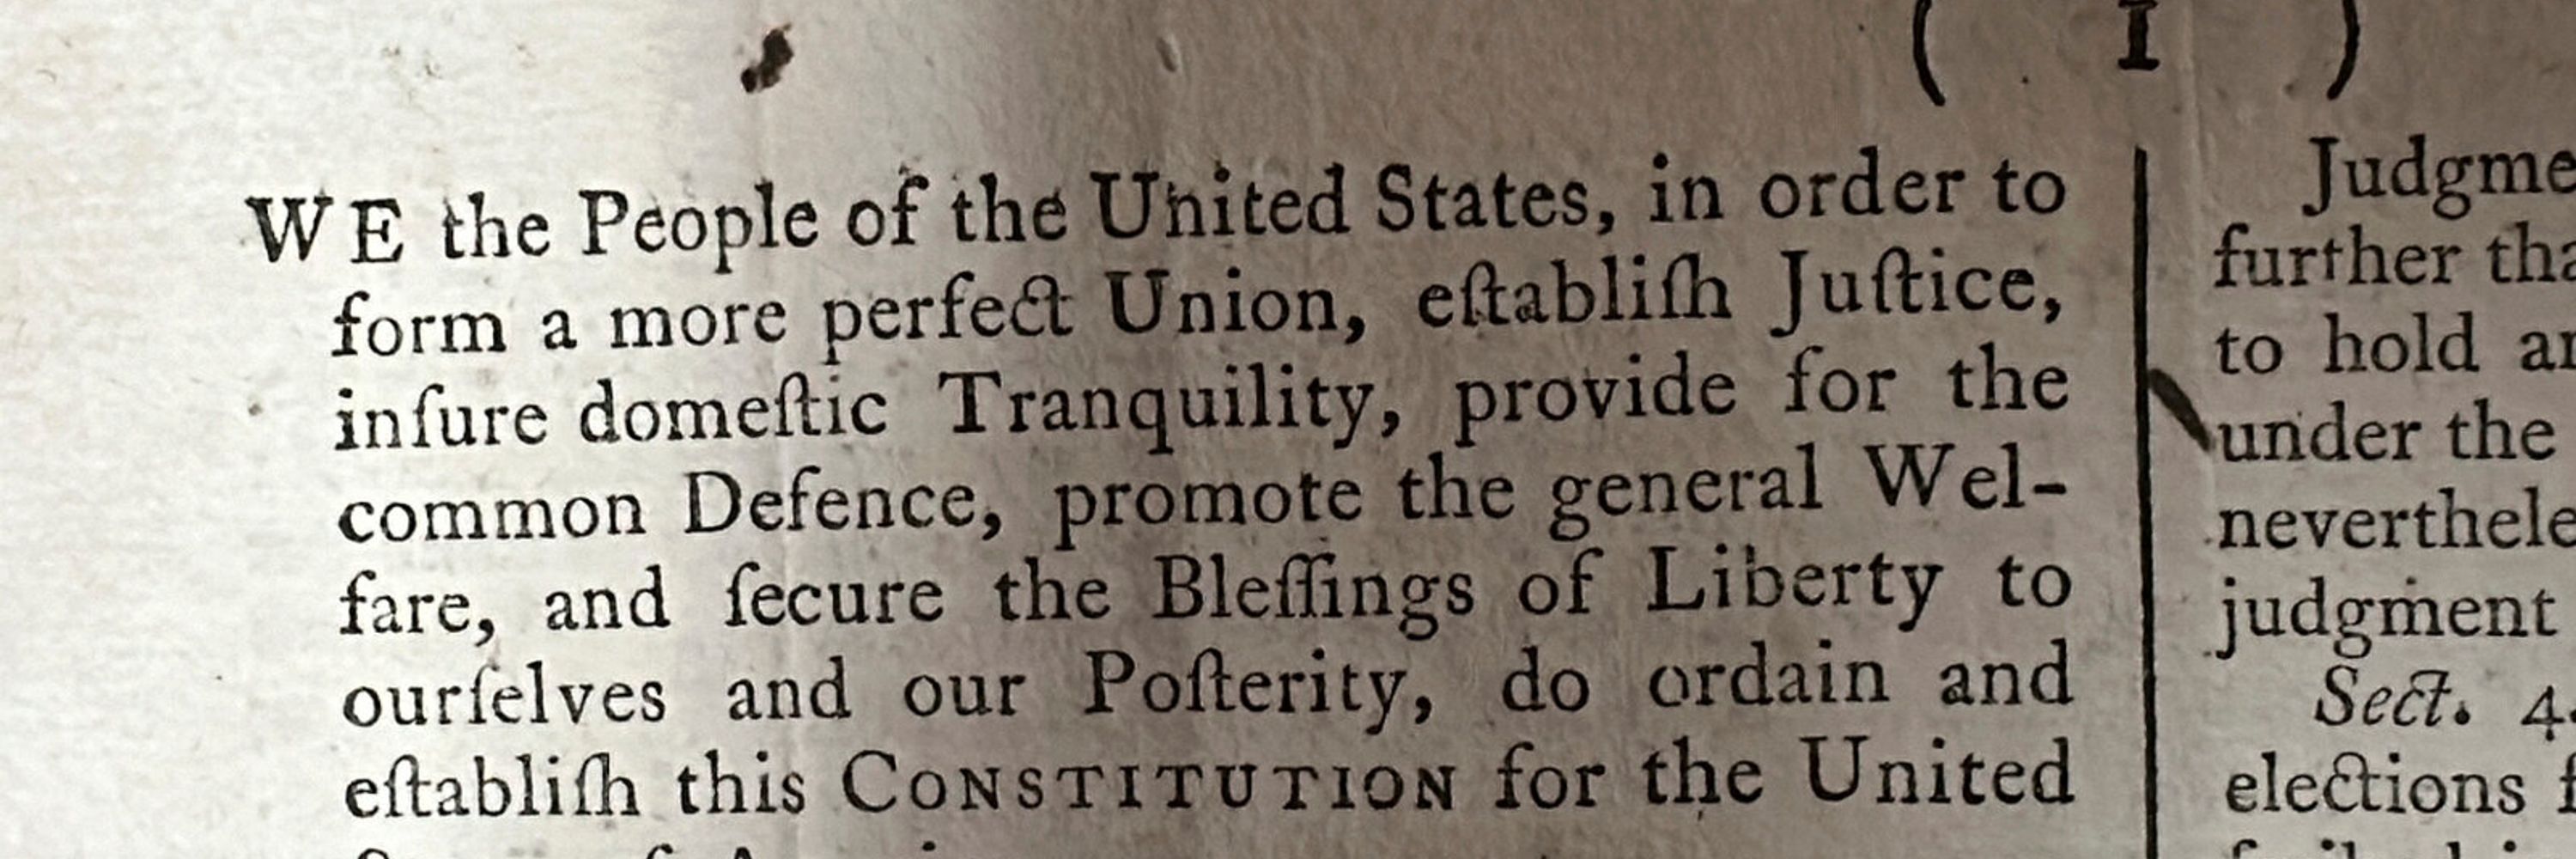 ( I )
WE the People of the United States, in order to
form a more perfect Union, eſtabliſh Juſtice,
inſure domeſtic Tranquility, provide for the
common Defence, promote the general Wel-
fare, and ſecure the Bleſſings of Liberty to
ourſelves and our Poſterity, do ordain and
eſtabliſh this CONSTITUTION for the United
Judgme
further tha
to hold an
under the
neverthele
judgment
Sect. 4.
elections f